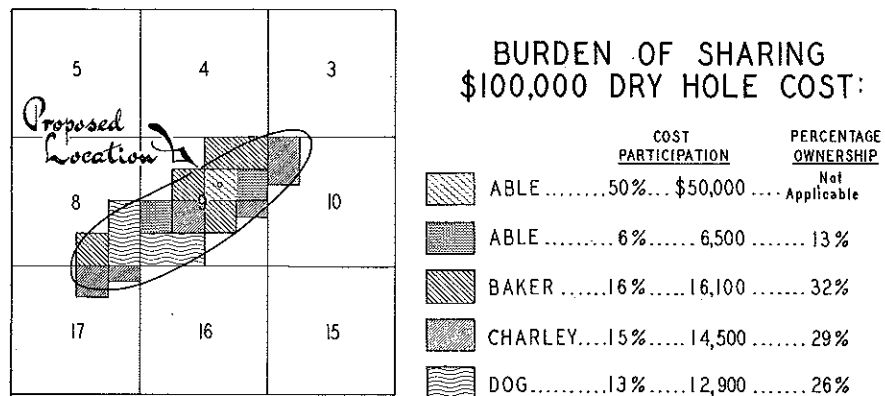 5 4 3
Proposed
Location
8 9 10
17 16 15
BURDEN OF SHARING
$100,000 DRY HOLE COST:
COST PERCENTAGE
PARTICIPATION OWNERSHIP
ABLE.......50%... $50,000 .... Not Applicable
ABLE....... 6%..... 6,500 ...... 13%
BAKER .....16%..... 16,100 ....... 32%
CHARLEY....15%..... 14,500 ....... 29%
DOG........13%..... 12,900 ....... 26%